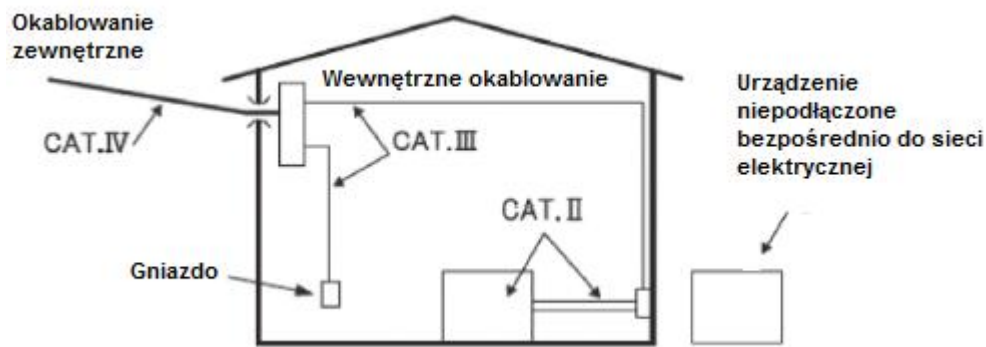 Okablowanie
zewnętrzne
Wewnętrzne okablowanie
Urządzenie
niepodłączone
bezpośrednio do sieci
elektrycznej
CAT.Ⅳ
CAT.Ⅲ
CAT.Ⅱ
Gniazdo